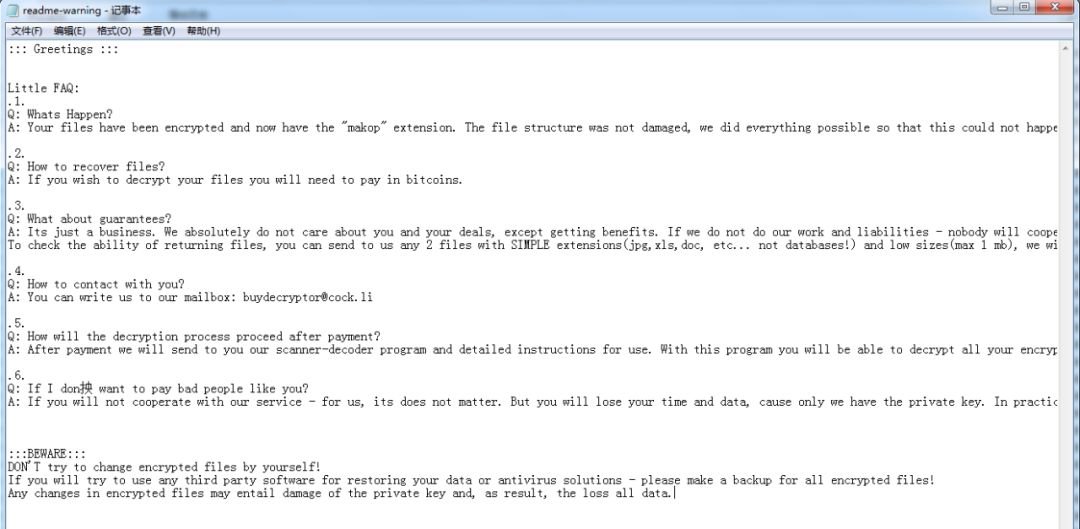 readme-warning - 记事本
文件(F) 编辑(E) 格式(O) 查看(V) 帮助(H)
::: Greetings :::
Little FAQ:
.1.
Q: Whats Happen?
A: Your files have been encrypted and now have the "makop" extension. The file structure was not damaged, we did everything possible so that this could not happe
.2.
Q: How to recover files?
A: If you wish to decrypt your files you will need to pay in bitcoins.
.3.
Q: What about guarantees?
A: Its just a business. We absolutely do not care about you and your deals, except getting benefits. If we do not do our work and liabilities - nobody will coope
To check the ability of returning files, you can send to us any 2 files with SIMPLE extensions(jpg,xls,doc, etc... not databases!) and low sizes(max 1 mb), we wi
.4.
Q: How to contact with you?
A: You can write us to our mailbox: buydecryptor@cock.li
.5.
Q: How will the decryption process proceed after payment?
A: After payment we will send to you our scanner-decoder program and detailed instructions for use. With this program you will be able to decrypt all your encryp
.6.
Q: If I don抰 want to pay bad people like you?
A: If you will not cooperate with our service - for us, its does not matter. But you will lose your time and data, cause only we have the private key. In practic
:::BEWARE:::
DON'T try to change encrypted files by yourself!
If you will try to use any third party software for restoring your data or antivirus solutions - please make a backup for all encrypted files!
Any changes in encrypted files may entail damage of the private key and, as result, the loss all data.